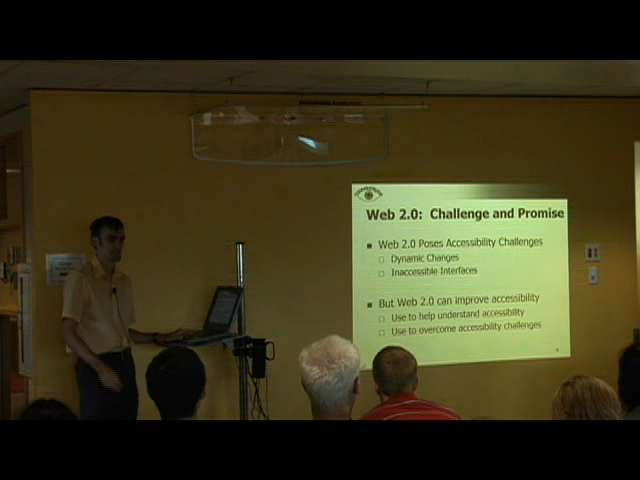 Web 2.0: Challenge and Promise
Web 2.0 Poses Accessibility Challenges
Dynamic Changes
Inaccessible Interfaces
But Web 2.0 can improve accessibility
Use to help understand accessibility
Use to overcome accessibility challenges